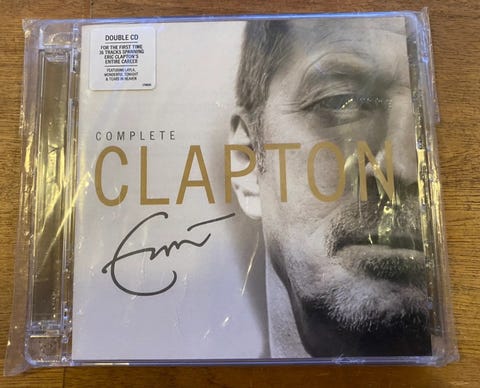 DOUBLE CD
FOR THE FIRST TIME
36 TRACKS SPANNING
ERIC CLAPTON'S
ENTIRE CAREER
FEATURING LAYLA,
WONDERFUL TONIGHT
& TEARS IN HEAVEN
COMPLETE
CLAPTON
Eric